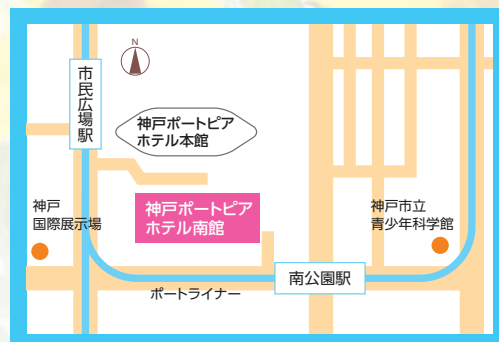 N
市民広場駅
神戸ポートピア
ホテル本館
神戸
国際展示場
神戸ポートピア
ホテル南館
神戸市立
青少年科学館
南公園駅
ポートライナー